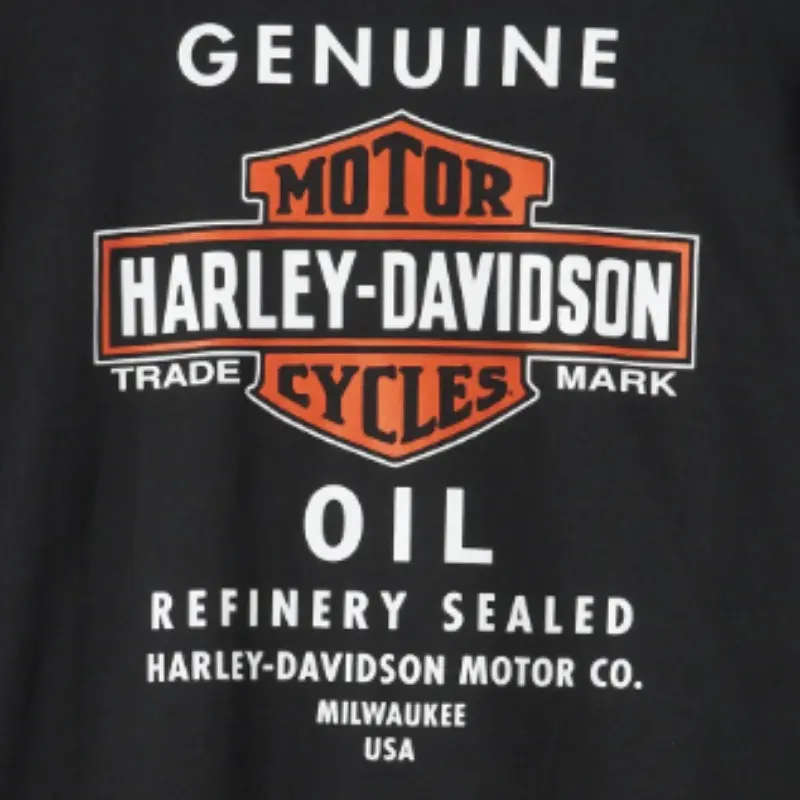 GENUINE
MOTOR
HARLEY-DAVIDSON
TRADE MARK
CYCLES
OIL
REFINERY SEALED
HARLEY-DAVIDSON MOTOR CO.
MILWAUKEE
USA